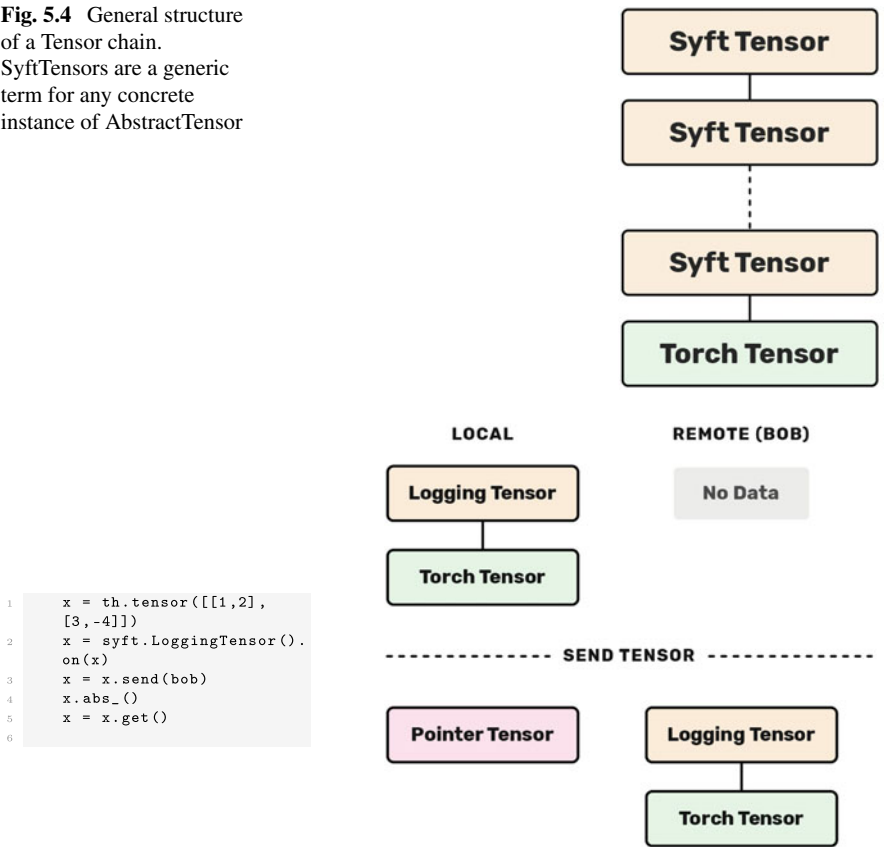 Fig. 5.4 General structure
of a Tensor chain.
SyftTensors are a generic
term for any concrete
instance of AbstractTensor
Syft Tensor
Syft Tensor
Syft Tensor
Torch Tensor
LOCAL REMOTE (BOB)
Logging Tensor No Data
Torch Tensor
1 x = th.tensor([[1,2],
[3,-4]])
2 x = syft.LoggingTensor().
on(x)
3 x = x.send(bob)
4 x.abs_()
5 x = x.get()
6
SEND TENSOR
Pointer Tensor Logging Tensor
Torch Tensor